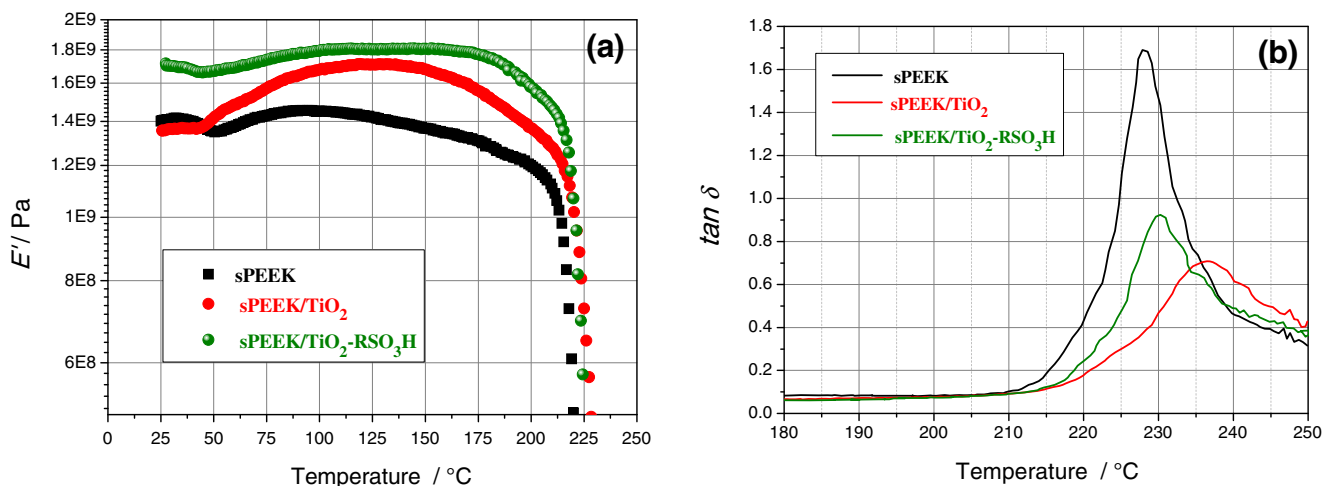 (a)
2E9
1.8E9
1.6E9
1.4E9
1.2E9
1E9
8E8
6E8
E'/ Pa
sPEEK
sPEEK/TiO₂
sPEEK/TiO₂-RSO₃H
0 25 50 75 100 125 150 175 200 225 250
Temperature / °C
(b)
1.8
1.6
1.4
1.2
1.0
0.8
0.6
0.4
0.2
0.0
tan δ
sPEEK
sPEEK/TiO₂
sPEEK/TiO₂-RSO₃H
180 190 200 210 220 230 240 250
Temperature / °C